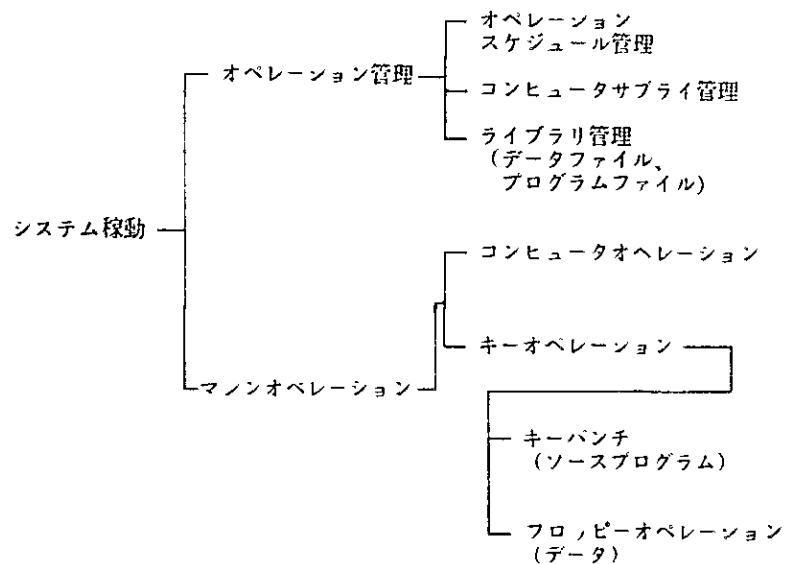 オペレーション
スケジュール管理
オペレーション管理
コンピュータサプライ管理
ライブラリ管理
(データファイル、
プログラムファイル)
システム稼動
コンピュータオペレーション
キーオペレーション
マシンオペレーション
キーパンチ
(ソースプログラム)
フロッピーオペレーション
(データ)